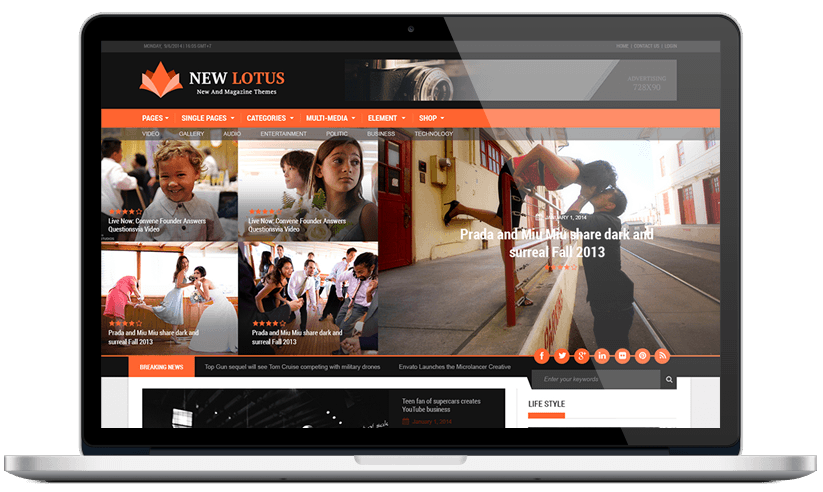 MONDAY, 5/6/2014 | 16:03 GMT+7
HOME | CONTACT US | LOGIN
NEW LOTUS
New And Magazine Themes
ADVERTISING
728X90
PAGES SINGLE PAGES CATEGORIES MULTI-MEDIA ELEMENT SHOP
VIDEO GALLERY AUDIO ENTERTAINMENT POLITIC BUSINESS TECHNOLOGY
Live Now: Convene Founder Answers
Questionsvia Video
Live Now: Convene Founder Answers
Questionsvia Video
JANUARY 1, 2014
Prada and Miu Miu share dark and
surreal Fall 2013
Prada and Miu Miu share dark and
surreal Fall 2013
Prada and Miu Miu share dark and
surreal Fall 2013
BREAKING NEWS Top Gun sequel will see Tom Cruise competing with military drones Envato Launches the Microlancer Creative
Enter your keywords
Teen fan of supercars creates
YouTube business
January 1, 2014
LIFE STYLE